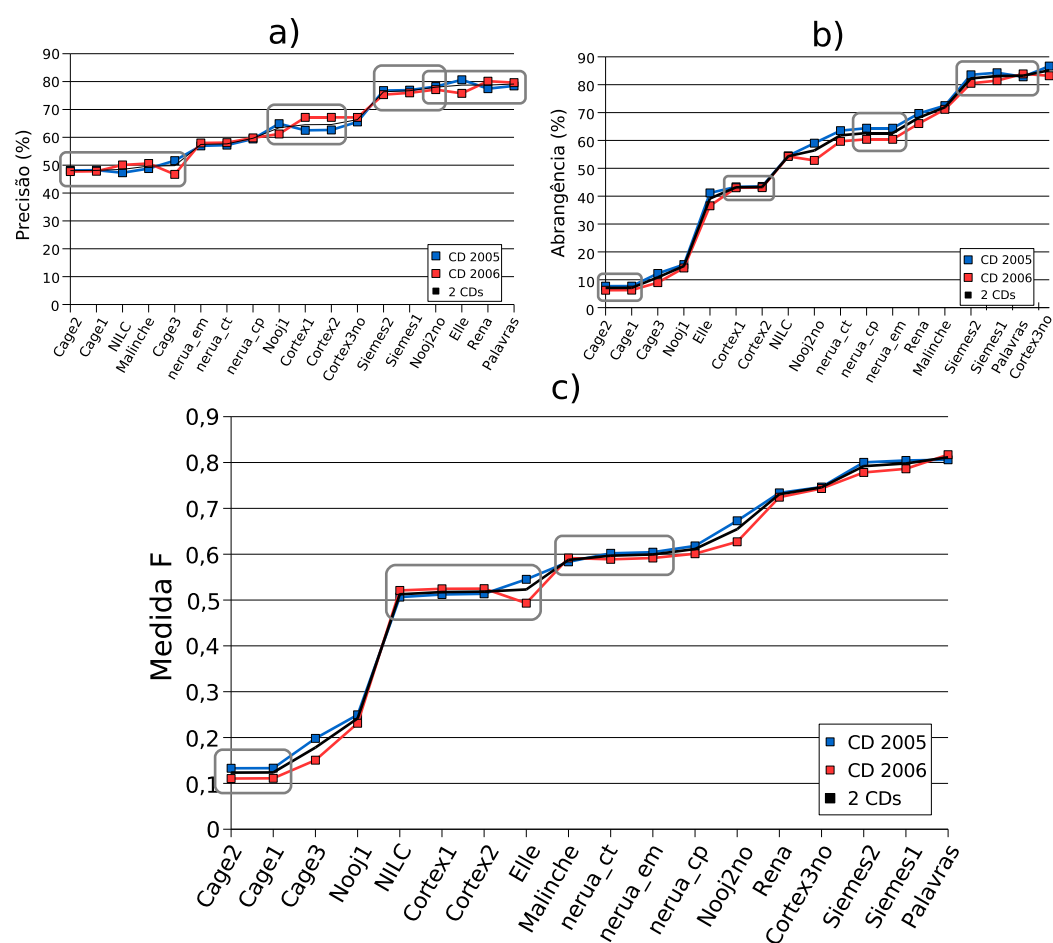 a)
Precisão (%)
90
80
70
60
50
40
30
20
10
0
CD 2005
CD 2006
2 CDs
Cage2
Cage1
NILC
Malinche
Cage3
nerua_em
nerua_ct
nerua_cp
Nooj1
Cortex1
Cortex2
Cortex3no
Siemes2
Siemes1
Nooj2no
Elle
Rena
Palavras
b)
Abrangência (%)
90
80
70
60
50
40
30
20
10
0
CD 2005
CD 2006
2 CDs
Cage2
Cage1
Cage3
Nooj1
Elle
Cortex1
Cortex2
NILC
Nooj2no
nerua_ct
nerua_cp
nerua_em
Rena
Malinche
Siemes2
Siemes1
Palavras
Cortex3no
c)
Medida F
0,9
0,8
0,7
0,6
0,5
0,4
0,3
0,2
0,1
0
CD 2005
CD 2006
2 CDs
Cage2
Cage1
Cage3
Nooj1
NILC
Cortex1
Cortex2
Elle
Malinche
nerua_ct
nerua_em
nerua_cp
Nooj2no
Rena
Cortex3no
Siemes2
Siemes1
Palavras